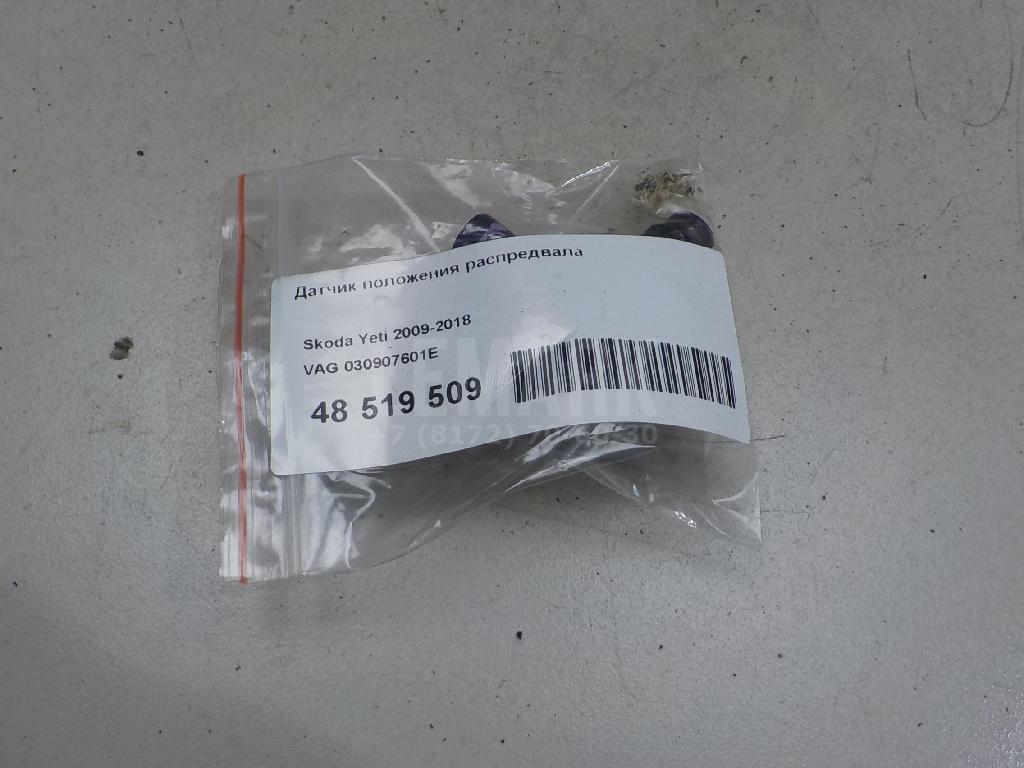 Датчик положения распредвала
Skoda Yeti 2009-2018
VAG 030907601E
48 519 509